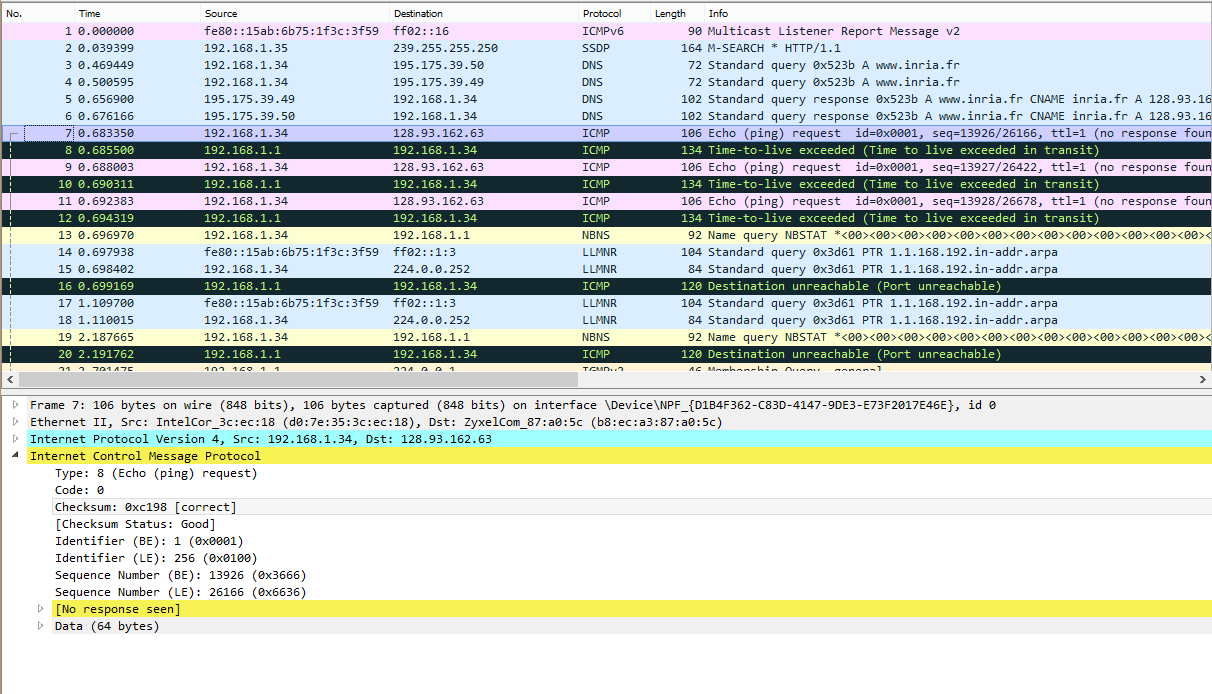 No. Time Source Destination Protocol Length Info
1 0.000000 fe80::15ab:6b75:1f3c:3f59 ff02::16 ICMPv6 90 Multicast Listener Report Message v2
2 0.039399 192.168.1.35 239.255.255.250 SSDP 164 M-SEARCH * HTTP/1.1
3 0.469449 192.168.1.34 195.175.39.50 DNS 72 Standard query 0x523b A www.inria.fr
4 0.500595 192.168.1.34 195.175.39.49 DNS 72 Standard query 0x523b A www.inria.fr
5 0.656900 195.175.39.49 192.168.1.34 DNS 102 Standard query response 0x523b A www.inria.fr CNAME inria.fr A 128.93.16
6 0.676166 195.175.39.50 192.168.1.34 DNS 102 Standard query response 0x523b A www.inria.fr CNAME inria.fr A 128.93.16
7 0.683350 192.168.1.34 128.93.162.63 ICMP 106 Echo (ping) request id=0x0001, seq=13926/26166, ttl=1 (no response foun
8 0.685500 192.168.1.1 192.168.1.34 ICMP 134 Time-to-live exceeded (Time to live exceeded in transit)
9 0.688003 192.168.1.34 128.93.162.63 ICMP 106 Echo (ping) request id=0x0001, seq=13927/26422, ttl=1 (no response foun
10 0.690311 192.168.1.1 192.168.1.34 ICMP 134 Time-to-live exceeded (Time to live exceeded in transit)
11 0.692383 192.168.1.34 128.93.162.63 ICMP 106 Echo (ping) request id=0x0001, seq=13928/26678, ttl=1 (no response foun
12 0.694319 192.168.1.1 192.168.1.34 ICMP 134 Time-to-live exceeded (Time to live exceeded in transit)
13 0.696970 192.168.1.34 192.168.1.1 NBNS 92 Name query NBSTAT *<00><00><00><00><00><00><00><00><00><00><00><00><00><
14 0.697938 fe80::15ab:6b75:1f3c:3f59 ff02::1:3 LLMNR 104 Standard query 0x3d61 PTR 1.1.168.192.in-addr.arpa
15 0.698402 192.168.1.34 224.0.0.252 LLMNR 84 Standard query 0x3d61 PTR 1.1.168.192.in-addr.arpa
16 0.699169 192.168.1.1 192.168.1.34 ICMP 120 Destination unreachable (Port unreachable)
17 1.109700 fe80::15ab:6b75:1f3c:3f59 ff02::1:3 LLMNR 104 Standard query 0x3d61 PTR 1.1.168.192.in-addr.arpa
18 1.110015 192.168.1.34 224.0.0.252 LLMNR 84 Standard query 0x3d61 PTR 1.1.168.192.in-addr.arpa
19 2.187665 192.168.1.34 192.168.1.1 NBNS 92 Name query NBSTAT *<00><00><00><00><00><00><00><00><00><00><00><00><00><
20 2.191762 192.168.1.1 192.168.1.34 ICMP 120 Destination unreachable (Port unreachable)
21 2.701475 192.168.1.1 224.0.0.1 IGMPv2 46 Membership Query, general
Frame 7: 106 bytes on wire (848 bits), 106 bytes captured (848 bits) on interface \Device\NPF_{D1B4F362-C83D-4147-9DE3-E73F2017E46E}, id 0
Ethernet II, Src: IntelCor_3c:ec:18 (d0:7e:35:3c:ec:18), Dst: ZyxelCom_87:a0:5c (b8:ec:a3:87:a0:5c)
Internet Protocol Version 4, Src: 192.168.1.34, Dst: 128.93.162.63
Internet Control Message Protocol
Type: 8 (Echo (ping) request)
Code: 0
Checksum: 0xc198 [correct]
[Checksum Status: Good]
Identifier (BE): 1 (0x0001)
Identifier (LE): 256 (0x0100)
Sequence Number (BE): 13926 (0x3666)
Sequence Number (LE): 26166 (0x6636)
[No response seen]
Data (64 bytes)